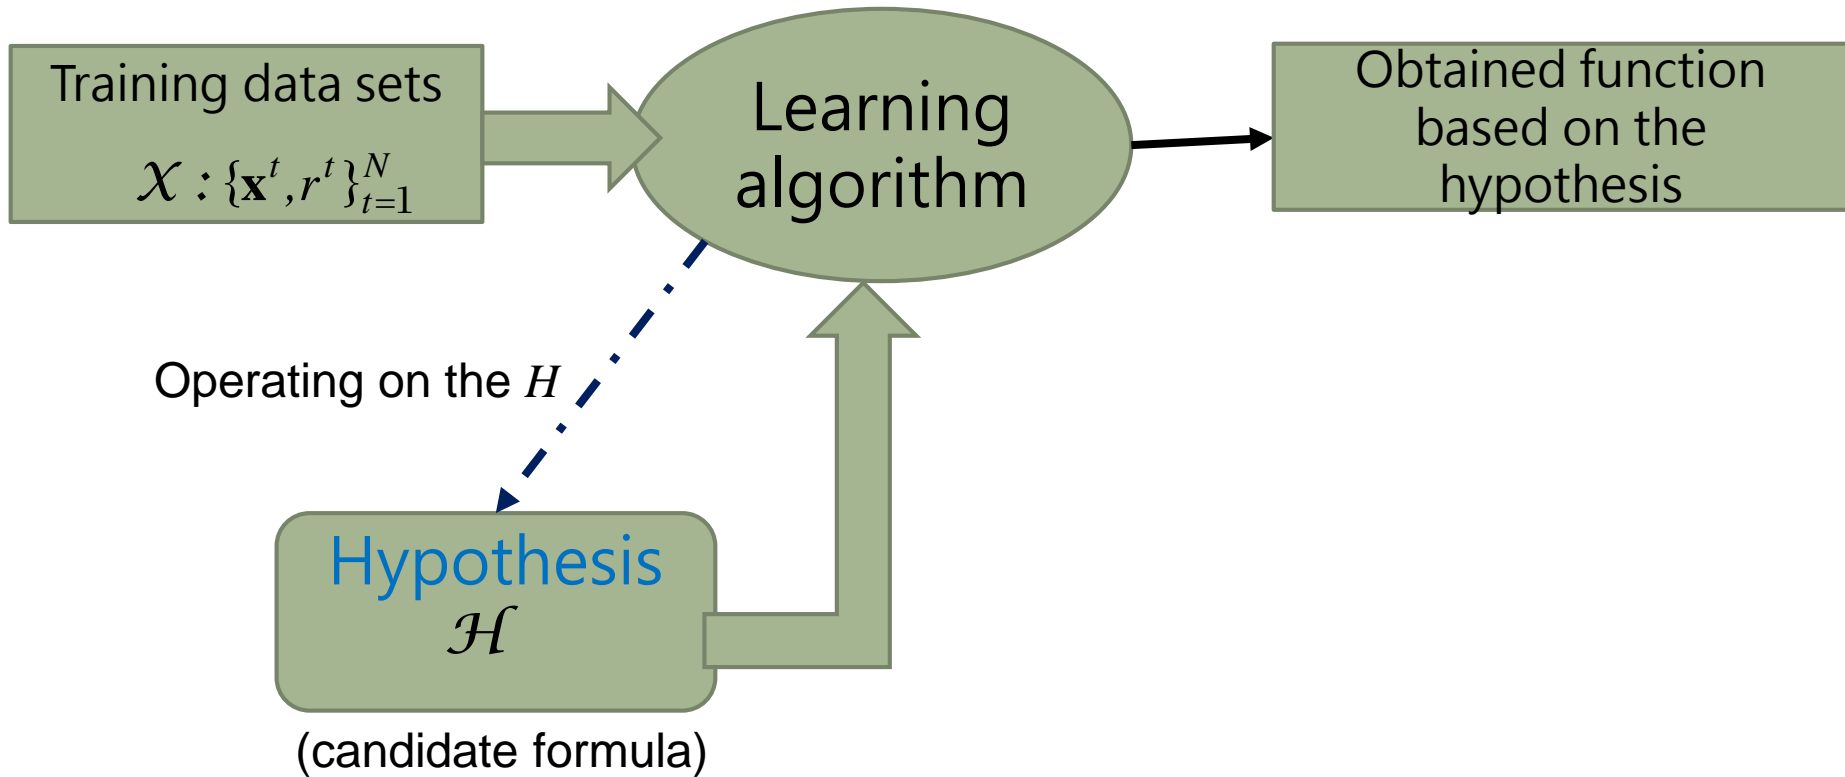 Training data sets
𝒳 : {𝐱^t, r^t}_{t=1}^N
Learning
algorithm
Obtained function
based on the
hypothesis
Operating on the H
Hypothesis
ℋ
(candidate formula)